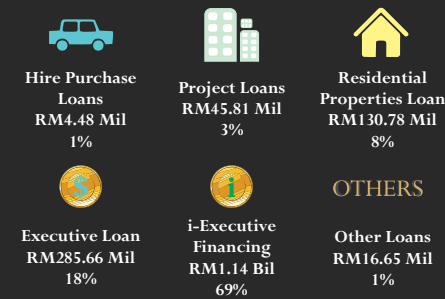 Hire Purchase
Loans
RM4.48 Mil
1%
Project Loans
RM45.81 Mil
3%
Residential
Properties Loan
RM130.78 Mil
8%
$
Executive Loan
RM285.66 Mil
18%
i
i-Executive
Financing
RM1.14 Bil
69%
OTHERS
Other Loans
RM16.65 Mil
1%